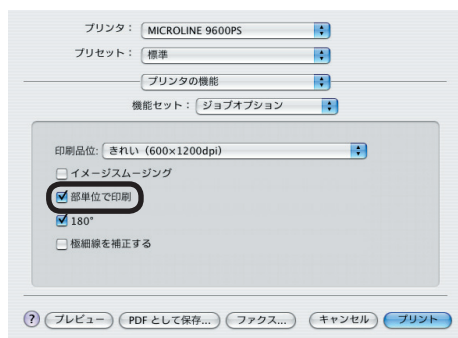 プリンタ： MICROLINE 9600PS
プリセット： 標準
プリンタの機能
機能セット： ジョブオプション
印刷品位: きれい（600×1200dpi）
イメージスムージング
部単位で印刷
180°
極細線を補正する
? プレビュー PDF として保存... ファクス... キャンセル プリント